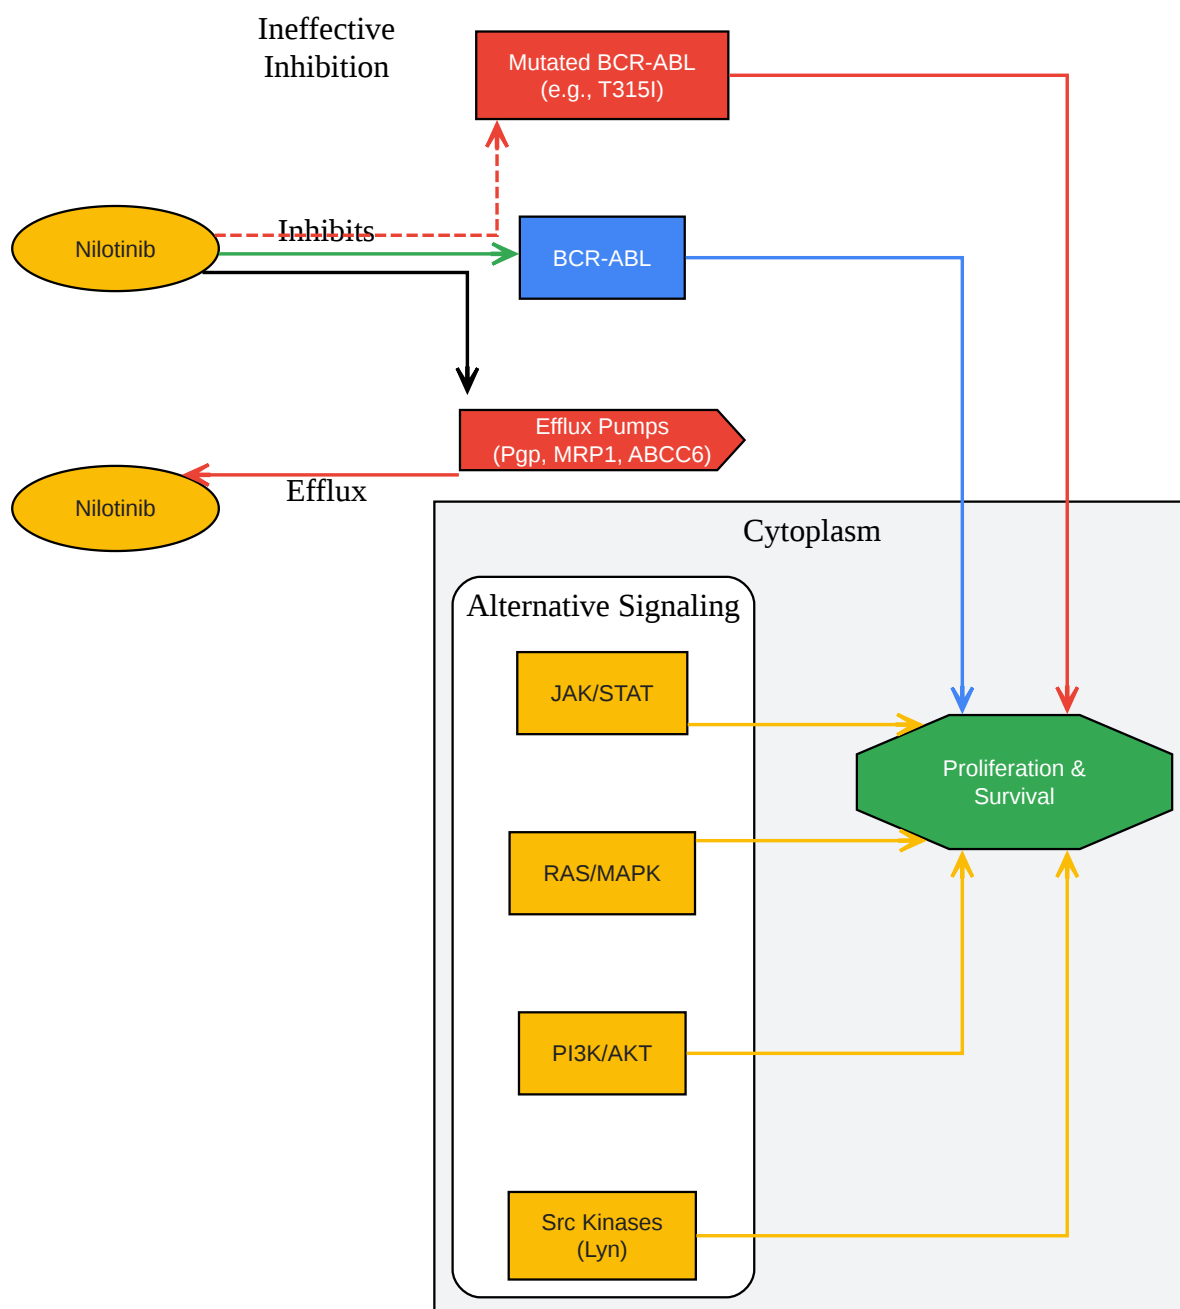 Ineffective
Inhibition
Mutated BCR-ABL
(e.g., T315I)
Inhibits
Nilotinib
BCR-ABL
Efflux Pumps
(Pgp, MRP1, ABCC6)
Efflux
Nilotinib
Cytoplasm
Alternative Signaling
JAK/STAT
Proliferation &
Survival
RAS/MAPK
PI3K/AKT
Src Kinases
(Lyn)